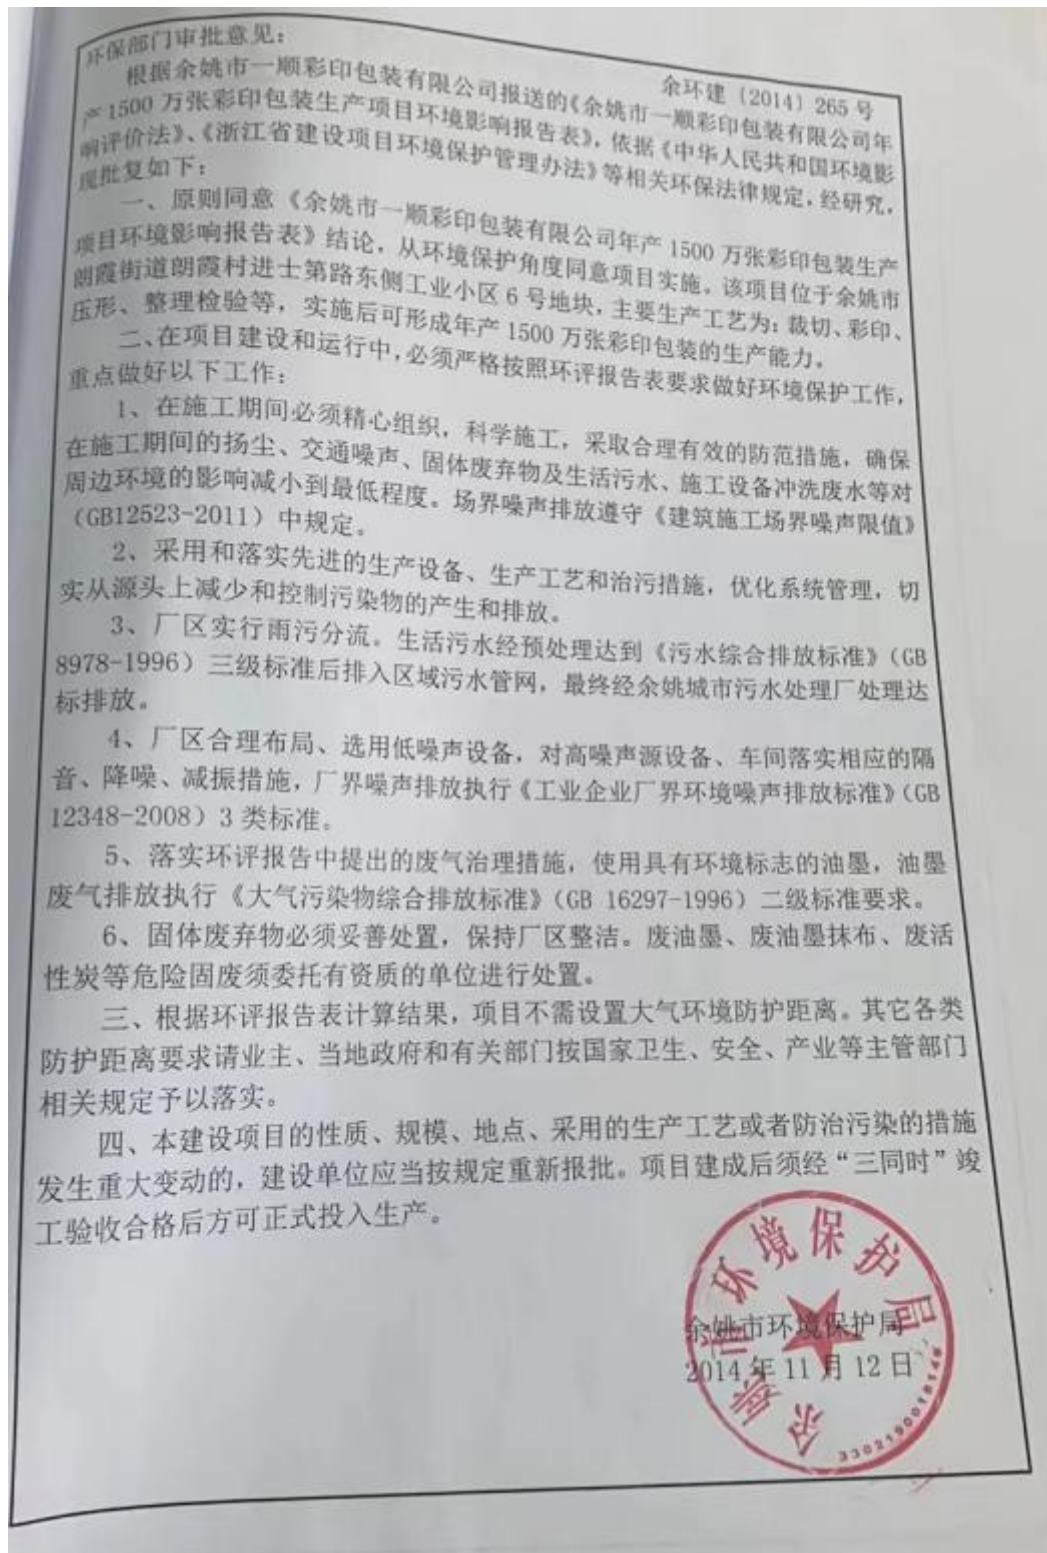 环保部门审批意见：
余环建〔2014〕265号
根据余姚市一顺彩印包装有限公司报送的《余姚市一顺彩印包装有限公司年
产1500万张彩印包装生产项目环境影响报告表》，依据《中华人民共和国环境影
响评价法》、《浙江省建设项目环境保护管理办法》等相关环保法律规定，经研究，
现批复如下：
一、原则同意《余姚市一顺彩印包装有限公司年产1500万张彩印包装生产
项目环境影响报告表》结论，从环境保护角度同意项目实施。该项目位于余姚市
朗霞街道朗霞村进士第路东侧工业小区6号地块，主要生产工艺为：裁切、彩印、
压形、整理检验等，实施后可形成年产1500万张彩印包装的生产能力。
二、在项目建设和运行中，必须严格按照环评报告表要求做好环境保护工作，
重点做好以下工作：
1、在施工期间必须精心组织，科学施工，采取合理有效的防范措施，确保
在施工期间的扬尘、交通噪声、固体废弃物及生活污水、施工设备冲洗废水等对
周边环境的影响减小到最低程度。场界噪声排放遵守《建筑施工场界噪声限值》
（GB12523-2011）中规定。
2、采用和落实先进的生产设备、生产工艺和治污措施，优化系统管理，切
实从源头上减少和控制污染物的产生和排放。
3、厂区实行雨污分流。生活污水经预处理达到《污水综合排放标准》（GB
8978-1996）三级标准后排入区域污水管网，最终经余姚城市污水处理厂处理达
标排放。
4、厂区合理布局、选用低噪声设备，对高噪声源设备、车间落实相应的隔
音、降噪、减振措施，厂界噪声排放执行《工业企业厂界环境噪声排放标准》（GB
12348-2008）3类标准。
5、落实环评报告中提出的废气治理措施，使用具有环境标志的油墨，油墨
废气排放执行《大气污染物综合排放标准》（GB 16297-1996）二级标准要求。
6、固体废弃物必须妥善处置，保持厂区整洁。废油墨、废油墨抹布、废活
性炭等危险固废须委托有资质的单位进行处置。
三、根据环评报告表计算结果，项目不需设置大气环境防护距离。其它各类
防护距离要求请业主、当地政府和有关部门按国家卫生、安全、产业等主管部门
相关规定予以落实。
四、本建设项目的性质、规模、地点、采用的生产工艺或者防治污染的措施
发生重大变动的，建设单位应当按规定重新报批。项目建成后须经“三同时”竣
工验收合格后方可正式投入生产。
余姚市环境保护局
2014年11月12日
余姚市环境保护局